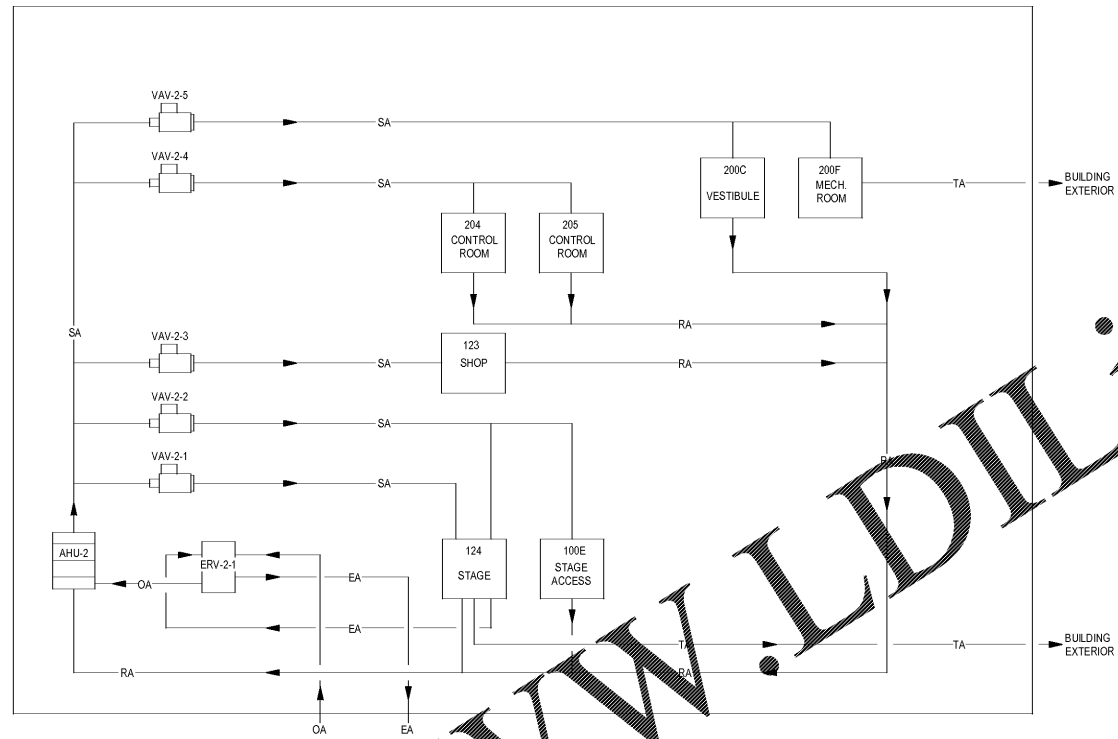 VAV-2-5
SA
VAV-2-4
SA
200C
VESTIBULE
200F
MECH.
ROOM
TA
BUILDING
EXTERIOR
204
CONTROL
ROOM
205
CONTROL
ROOM
SA
RA
VAV-2-3
SA
123
SHOP
RA
VAV-2-2
SA
VAV-2-1
SA
RA
AHU-2
ERV-2-1
OA
EA
124
STAGE
100E
STAGE
ACCESS
EA
TA
TA
BUILDING
EXTERIOR
RA
RA
OA
EA
WW.LDIL.